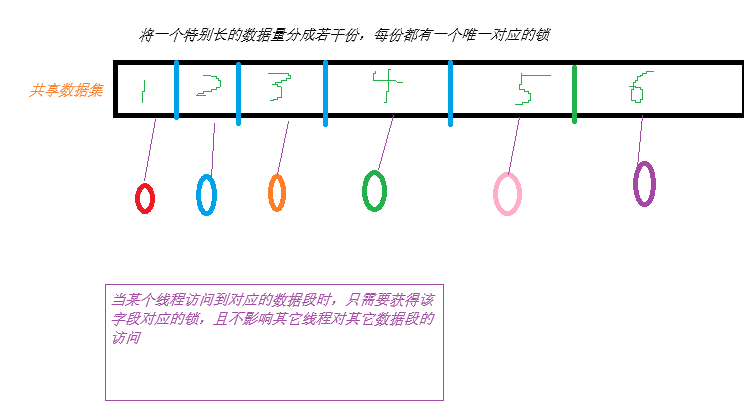 将一个特别长的数据量分成若干份，每份都有一个唯一对应的锁
共享数据集
1 2 3 4 5 6
当某个线程访问到对应的数据段时，只需要获得该
字段对应的锁，且不影响其它线程对其它数据段的
访问